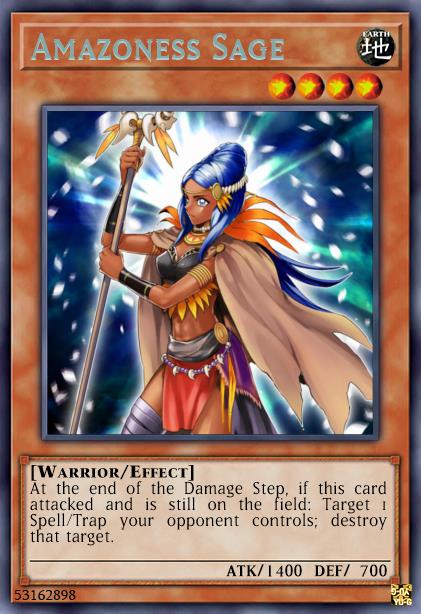 AMAZONESS SAGE
EARTH
地
[WARRIOR/EFFECT]
At the end of the Damage Step, if this card
attacked and is still on the field: Target 1
Spell/Trap your opponent controls; destroy
that target.
ATK/1400 DEF/ 700
53162898